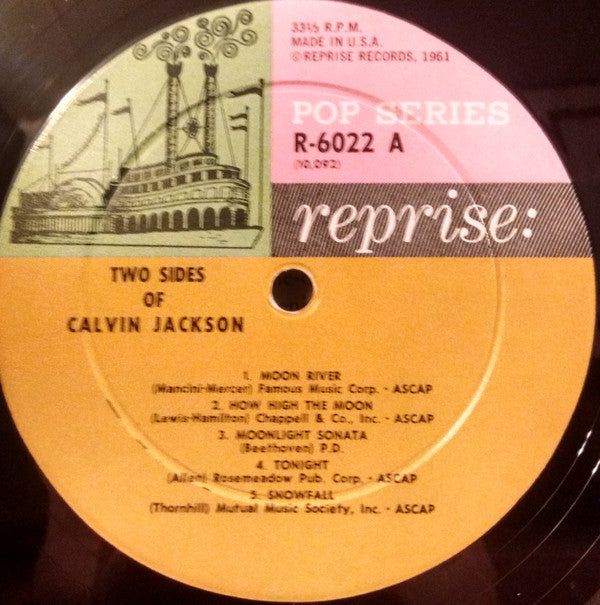 33⅓ R.P.M.
MADE IN U.S.A.
©REPRISE RECORDS, 1961
POP SERIES
R-6022 A
(10,092)
reprise:
TWO SIDES
OF
CALVIN JACKSON
1. MOON RIVER
(Mancini-Mercer) Famous Music Corp. - ASCAP
2. HOW HIGH THE MOON
(Lewis-Hamilton) Chappell & Co., Inc. - ASCAP
3. MOONLIGHT SONATA
(Beethoven) P.D.
4. TONIGHT
(Allen) Rosemeadow Pub. Corp. - ASCAP
5. SNOWFALL
(Thornhill) Mutual Music Society, Inc. - ASCAP